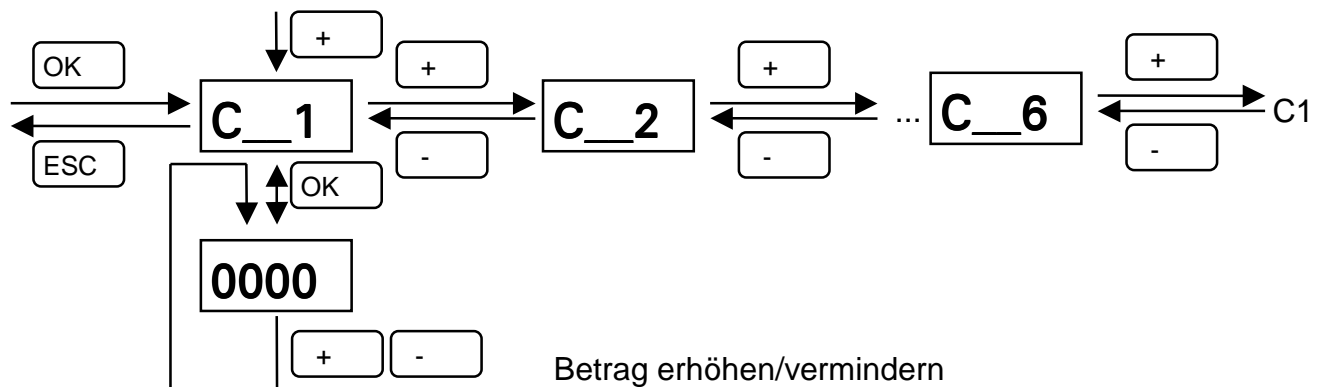 +
OK + + +
C__1 C__2 ... C__6 C1
ESC - - -
OK
0000
+ - Betrag erhöhen/vermindern